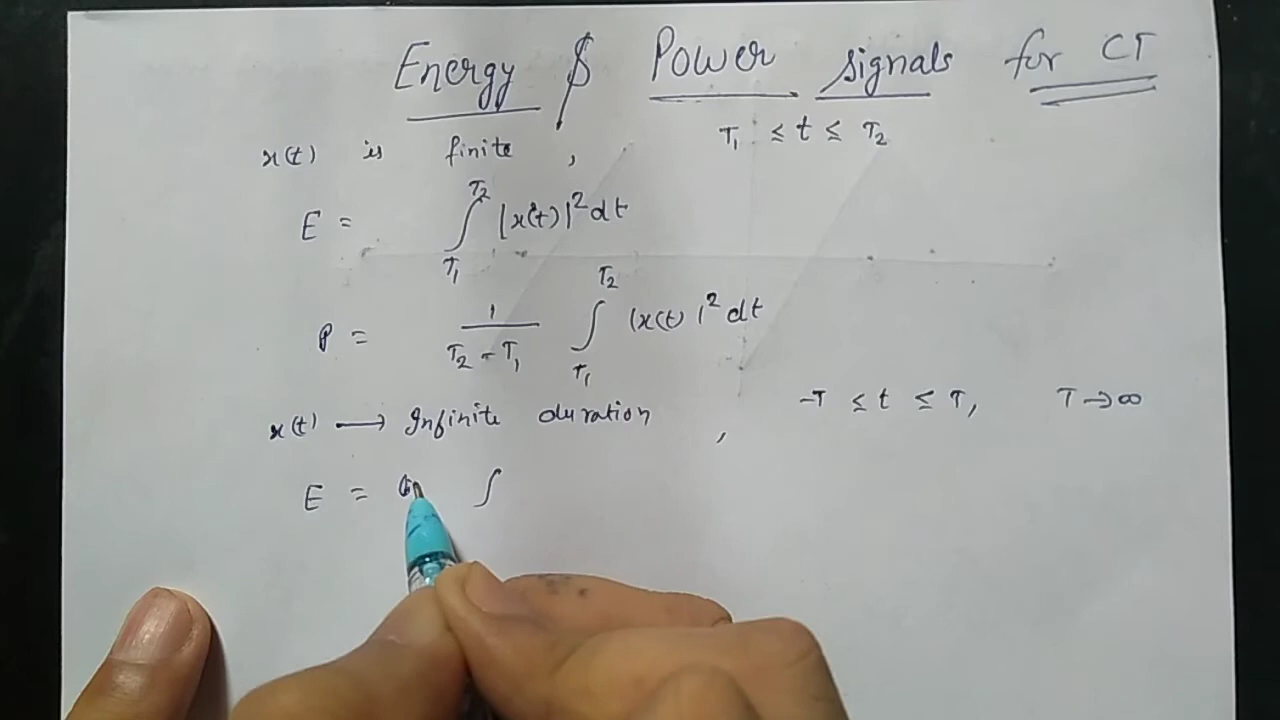 Energy & Power signals for CT
x(t) is finite , T₁ ≤ t ≤ T₂
E = ∫_{T₁}^{T₂} |x(t)|² dt
P = 1/(T₂ - T₁) ∫_{T₁}^{T₂} |x(t)|² dt
x(t) → Infinite duration , -T ≤ t ≤ T, T→∞
E = ∫